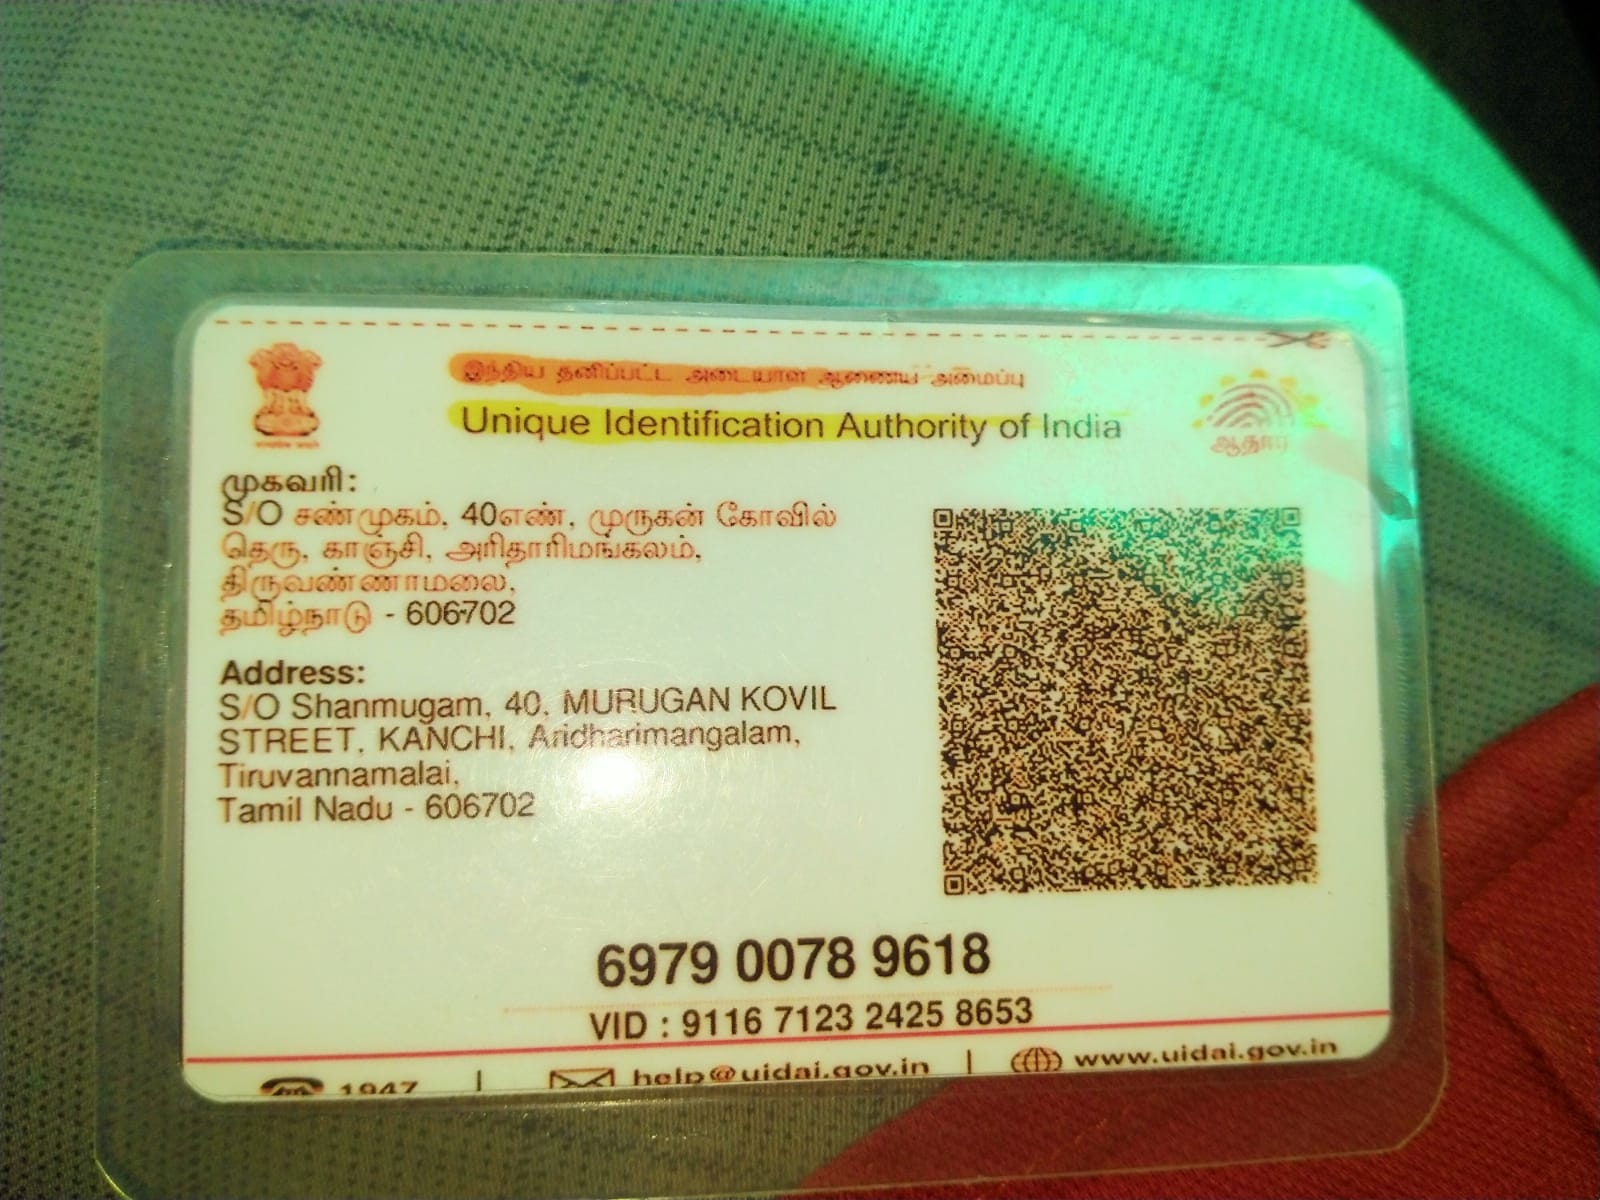 இந்திய தனிப்பட்ட அடையாள ஆணைய அமைப்பு
Unique Identification Authority of India
ஆதார்
முகவரி:
S/O சண்முகம், 40எண், முருகன் கோவில்
தெரு, காஞ்சி, அரிதாரிமங்கலம்,
திருவண்ணாமலை,
தமிழ்நாடு - 606702
Address:
S/O Shanmugam, 40, MURUGAN KOVIL
STREET, KANCHI, Aridharimangalam,
Tiruvannamalai,
Tamil Nadu - 606702
6979 0078 9618
VID : 9116 7123 2425 8653
1947 | help@uidai.gov.in | www.uidai.gov.in